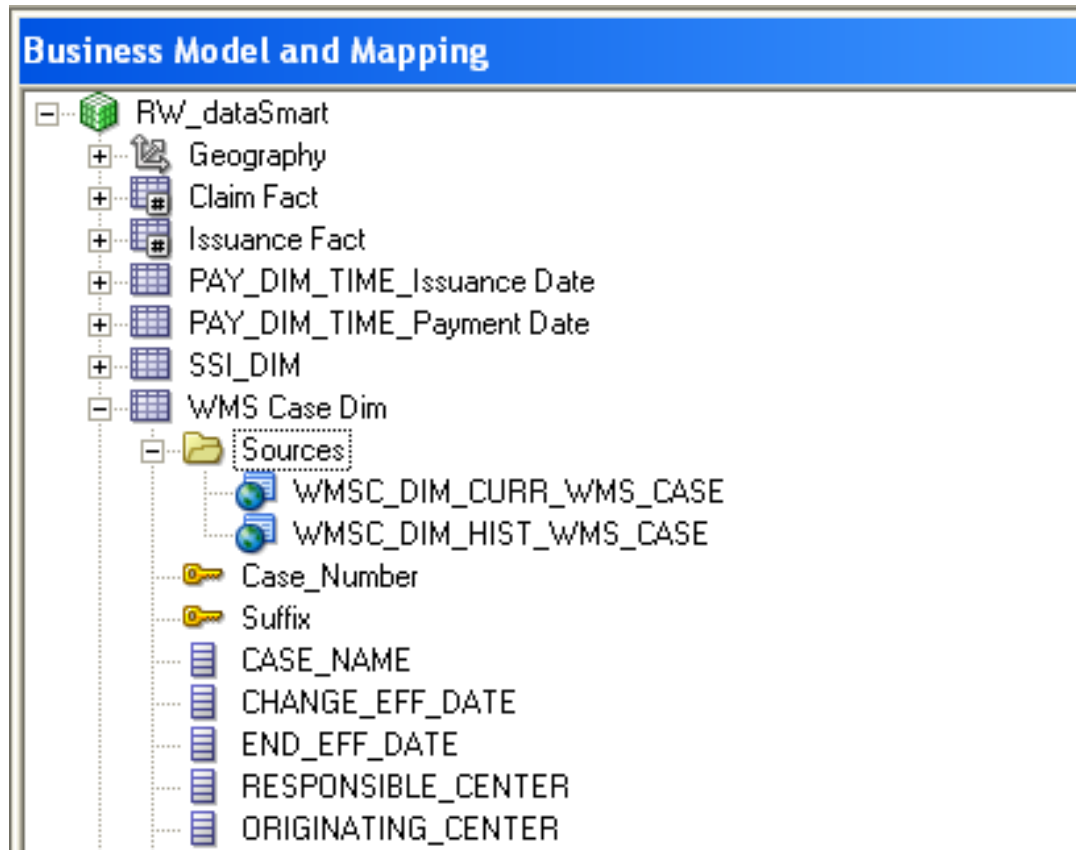 Business Model and Mapping
RW_dataSmart
Geography
Claim Fact
Issuance Fact
PAY_DIM_TIME_Issuance Date
PAY_DIM_TIME_Payment Date
SSI_DIM
WMS Case Dim
Sources
WMSC_DIM_CURR_WMS_CASE
WMSC_DIM_HIST_WMS_CASE
Case_Number
Suffix
CASE_NAME
CHANGE_EFF_DATE
END_EFF_DATE
RESPONSIBLE_CENTER
ORIGINATING_CENTER